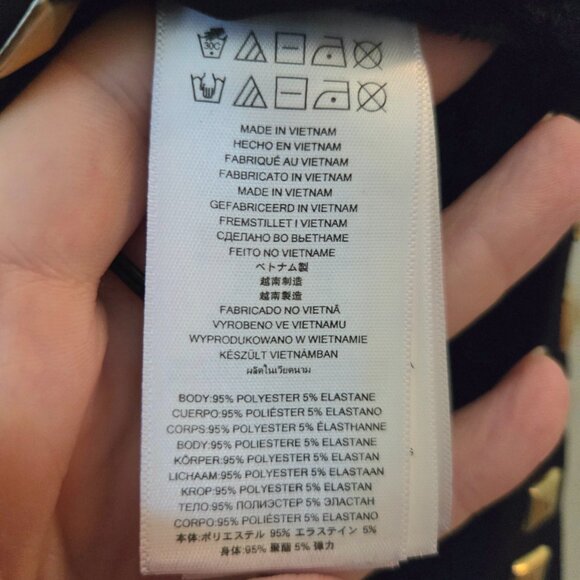 30C
MADE IN VIETNAM
HECHO EN VIETNAM
FABRIQUÉ AU VIETNAM
FABBRICATO IN VIETNAM
MADE IN VIETNAM
GEFABRICEERD IN VIETNAM
FREMSTILLET I VIETNAM
СДЕЛАНО ВО ВЬЕТНАМЕ
FEITO NO VIETNAME
ベトナム製
越南制造
越南製造
FABRICADO NO VIETNÃ
VYROBENO VE VIETNAMU
WYPRODUKOWANO W WIETNAMIE
KÉSZÜLT VIETNÁMBAN
ผลิตในเวียดนาม
BODY:95% POLYESTER 5% ELASTANE
CUERPO:95% POLIÉSTER 5% ELASTANO
CORPS:95% POLYESTER 5% ÉLASTHANNE
BODY:95% POLIESTERE 5% ELASTAN
KÖRPER:95% POLYESTER 5% ELASTAN
LICHAAM:95% POLYESTER 5% ELASTAAN
KROP:95% POLYESTER 5% ELASTAN
ТЕЛО:95% ПОЛИЭСТЕР 5% ЭЛАСТАН
CORPO:95% POLIÉSTER 5% ELASTANO
本体:ポリエステル 95% エラステイン 5%
身体:95% 聚酯 5% 弹力